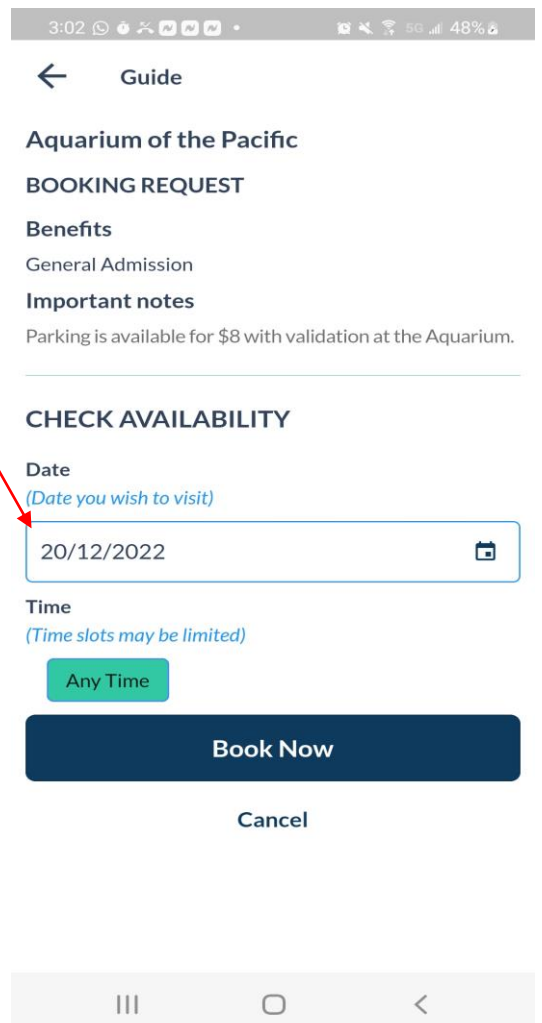 3:02 5G 48%
Guide
Aquarium of the Pacific
BOOKING REQUEST
Benefits
General Admission
Important notes
Parking is available for $8 with validation at the Aquarium.
CHECK AVAILABILITY
Date
(Date you wish to visit)
20/12/2022
Time
(Time slots may be limited)
Any Time
Book Now
Cancel